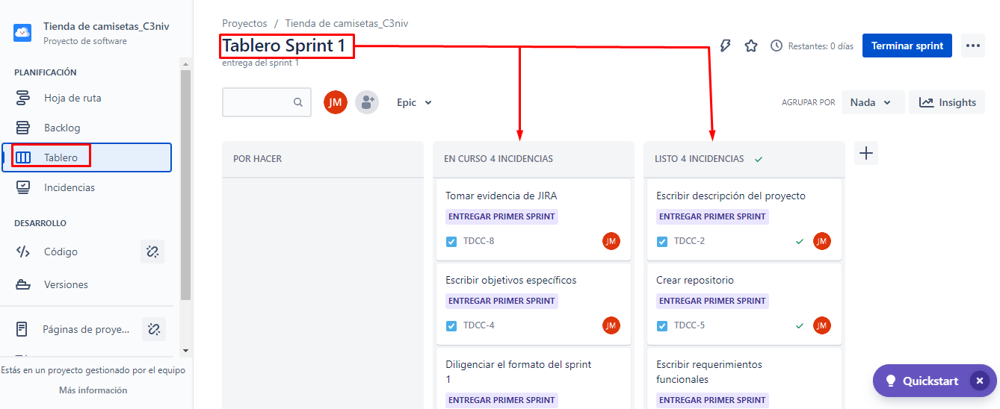 Tienda de camisetas_C3niv
Proyecto de software
PLANIFICACIÓN
Hoja de ruta
Backlog
Tablero
Incidencias
DESARROLLO
Código
Versiones
Páginas de proye...
Estás en un proyecto gestionado por el equipo
Más información
Proyectos / Tienda de camisetas_C3niv
Tablero Sprint 1
entrega del sprint 1
Restantes: 0 días
Terminar sprint
JM
Epic
AGRUPAR POR
Nada
Insights
POR HACER
EN CURSO 4 INCIDENCIAS
Tomar evidencia de JIRA
ENTREGAR PRIMER SPRINT
TDCC-8 JM
Escribir objetivos específicos
ENTREGAR PRIMER SPRINT
TDCC-4 JM
Diligenciar el formato del sprint
1
ENTREGAR PRIMER SPRINT
LISTO 4 INCIDENCIAS
Escribir descripción del proyecto
ENTREGAR PRIMER SPRINT
TDCC-2 JM
Crear repositorio
ENTREGAR PRIMER SPRINT
TDCC-5 JM
Escribir requerimientos
funcionales
ENTREGAR PRIMER SPRINT
Quickstart